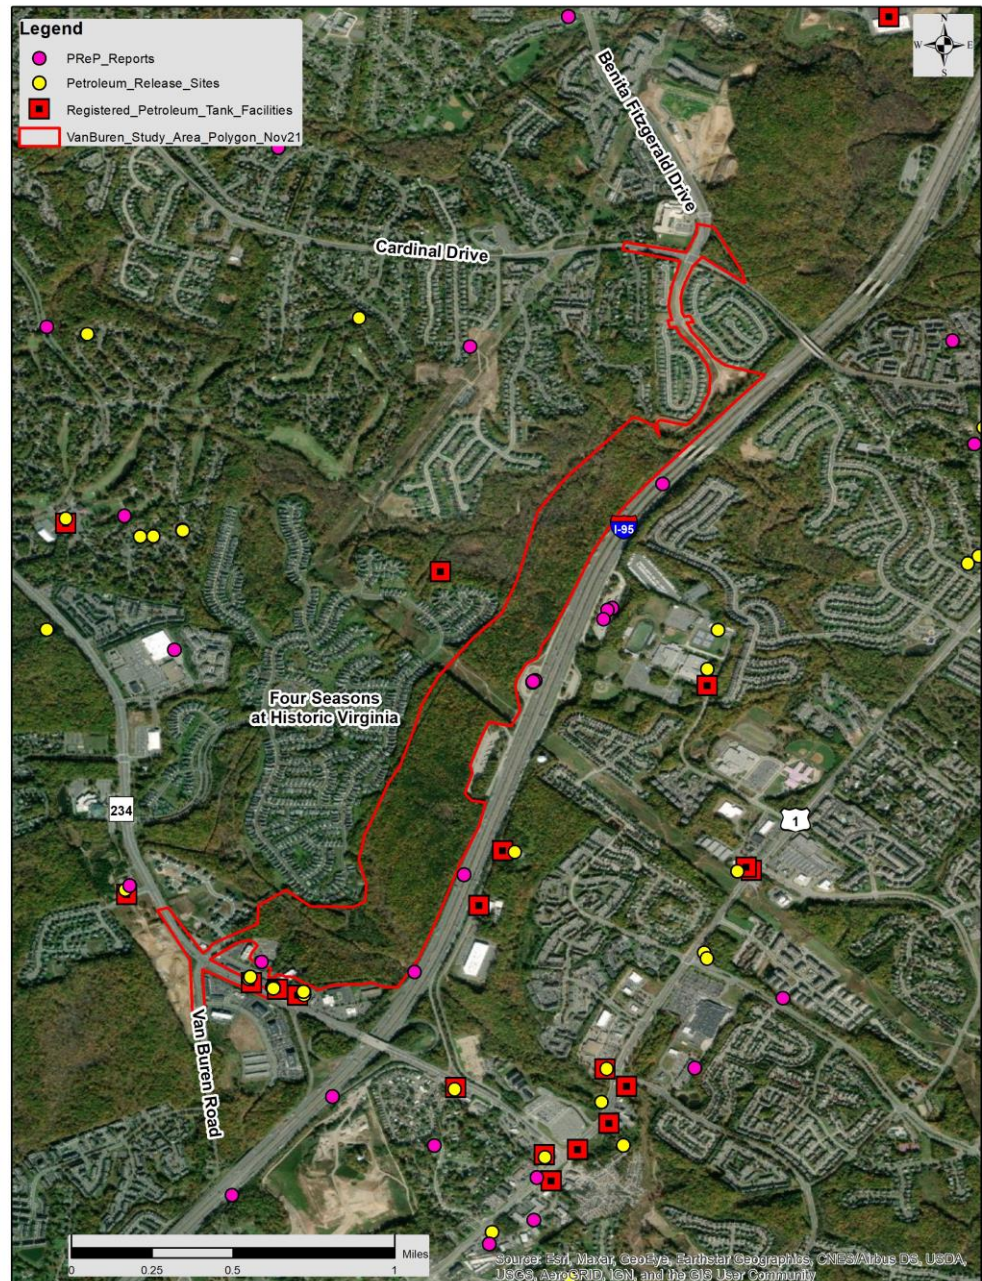 Legend
PReP_Reports
Petroleum_Release_Sites
Registered_Petroleum_Tank_Facilities
VanBuren_Study_Area_Polygon_Nov21
N
W E
S
Benita Fitzgerald Drive
Cardinal Drive
I-95
Four Seasons
at Historic Virginia
234
1
Van Buren Road
Miles
0 0.25 0.5 1
Source: Esri, Maxar, GeoEye, Earthstar Geographics, CNES/Airbus DS, USDA,
USGS, AeroGRID, IGN, and the GIS User Community